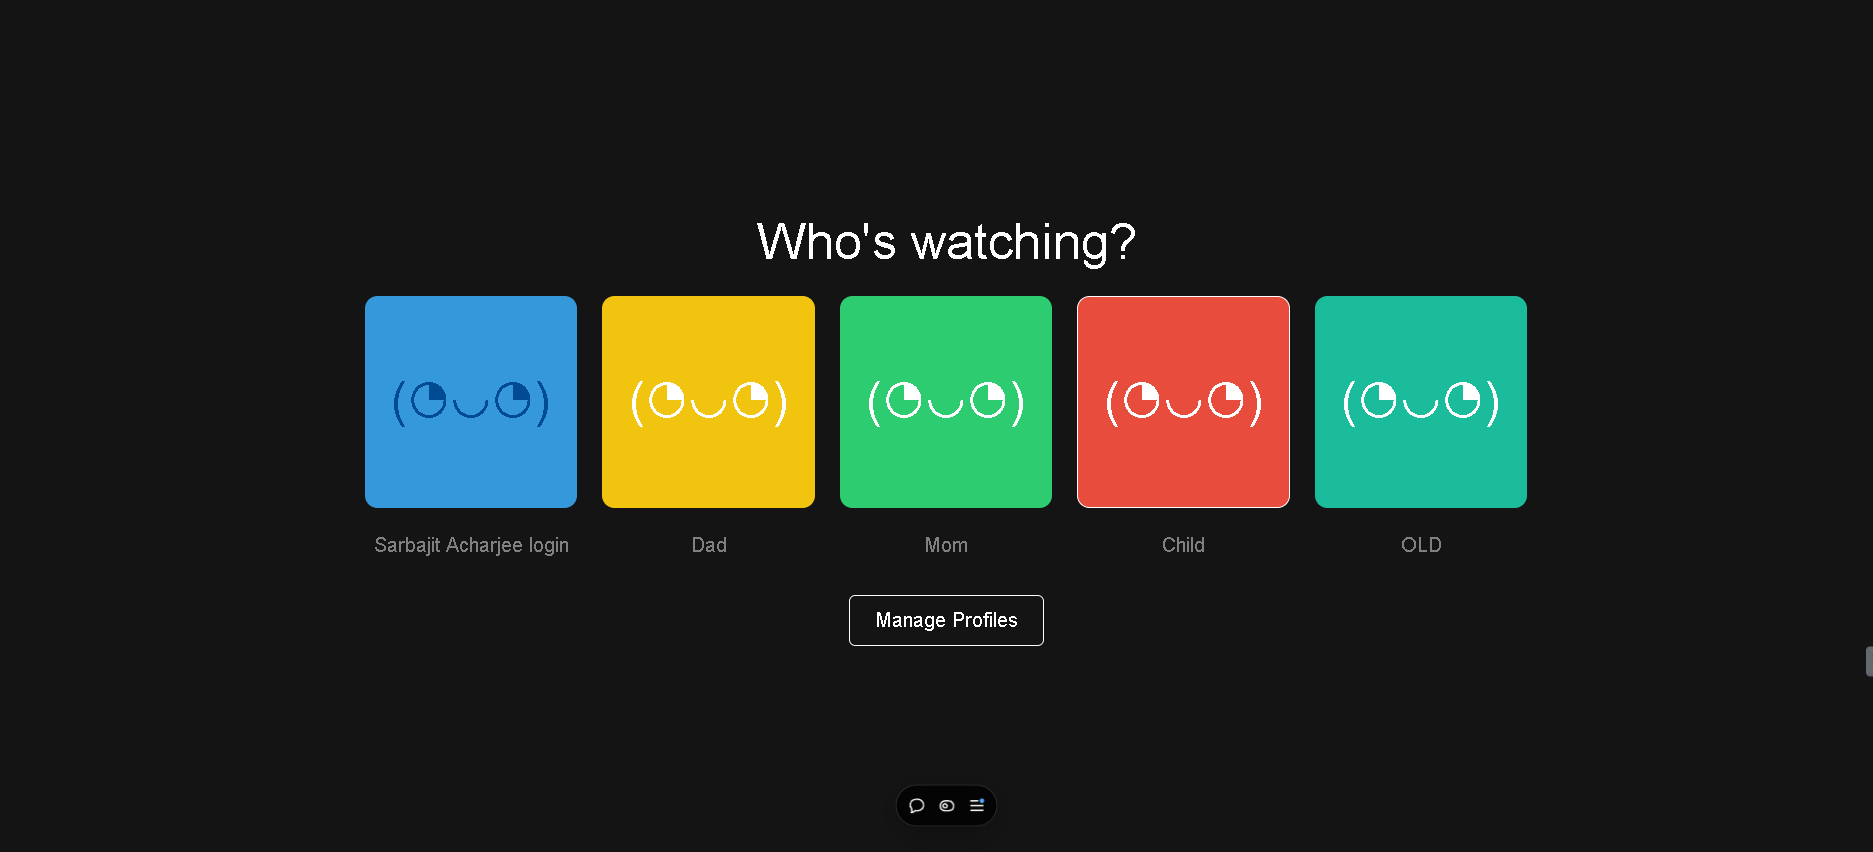 Who's watching?
(◔◡◔)
(◔◡◔)
(◔◡◔)
(◔◡◔)
(◔◡◔)
Sarbajit Acharjee login
Dad
Mom
Child
OLD
Manage Profiles